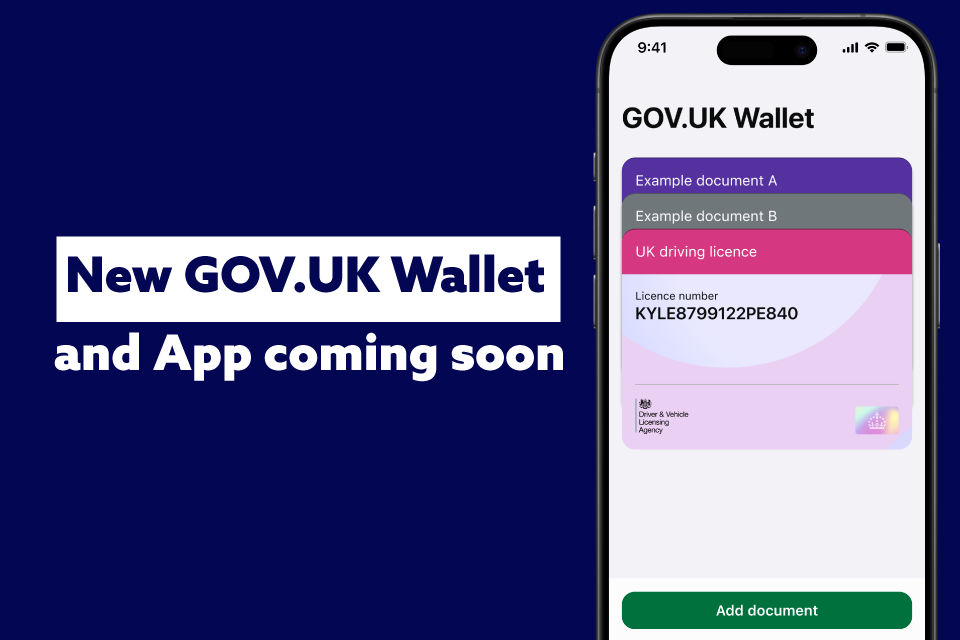 New GOV.UK Wallet
and App coming soon
9:41
GOV.UK Wallet
Example document A
Example document B
UK driving licence
Licence number
KYLE8799122PE840
Driver & Vehicle
Licensing
Agency
Add document